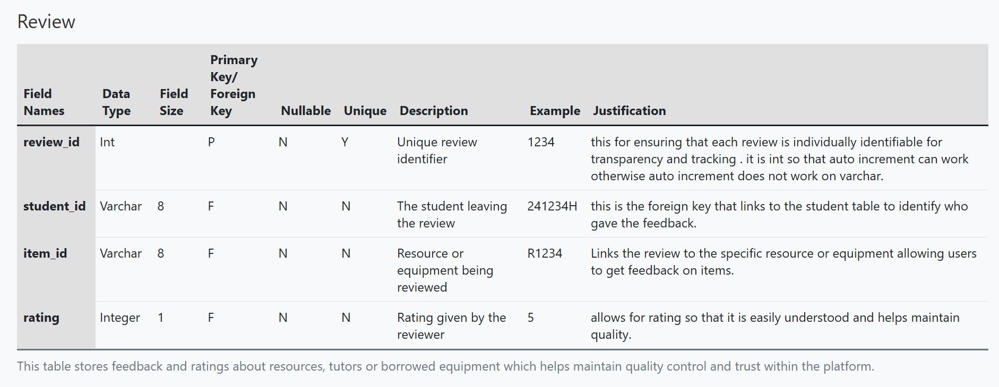 Review
Field Names | Data Type | Field Size | Primary Key/ Foreign Key | Nullable | Unique | Description | Example | Justification
review_id | Int | | P | N | Y | Unique review identifier | 1234 | this for ensuring that each review is individually identifiable for transparency and tracking . it is int so that auto increment can work otherwise auto increment does not work on varchar.
student_id | Varchar | 8 | F | N | N | The student leaving the review | 241234H | this is the foreign key that links to the student table to identify who gave the feedback.
item_id | Varchar | 8 | F | N | N | Resource or equipment being reviewed | R1234 | Links the review to the specific resource or equipment allowing users to get feedback on items.
rating | Integer | 1 | F | N | N | Rating given by the reviewer | 5 | allows for rating so that it is easily understood and helps maintain quality.
This table stores feedback and ratings about resources, tutors or borrowed equipment which helps maintain quality control and trust within the platform.